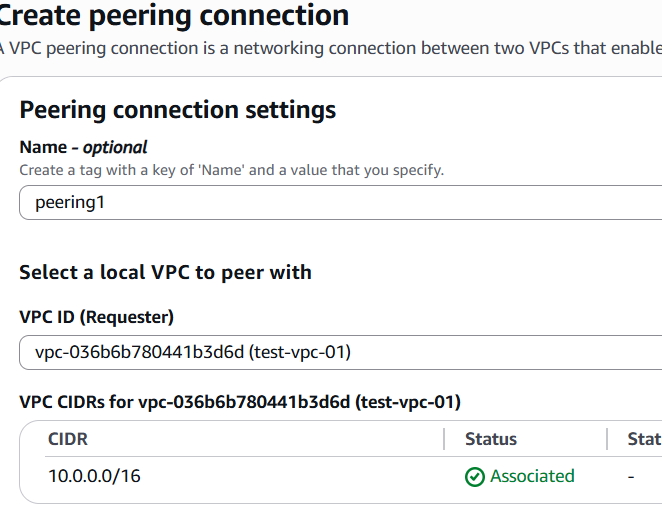 Create peering connection
A VPC peering connection is a networking connection between two VPCs that enable
Peering connection settings
Name - optional
Create a tag with a key of 'Name' and a value that you specify.
peering1
Select a local VPC to peer with
VPC ID (Requester)
vpc-036b6b780441b3d6d (test-vpc-01)
VPC CIDRs for vpc-036b6b780441b3d6d (test-vpc-01)
CIDR Status Stat
10.0.0.0/16 Associated -